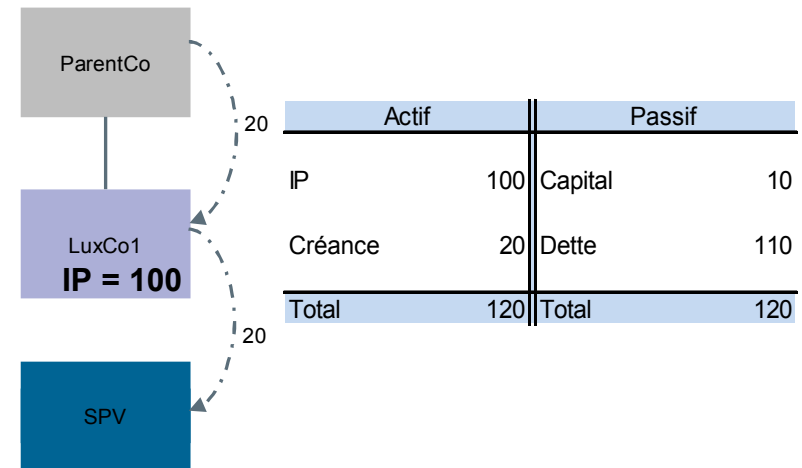 ParentCo
20
LuxCo1
IP = 100
20
SPV
Actif Passif
IP 100 Capital 10
Créance 20 Dette 110
Total 120 Total 120